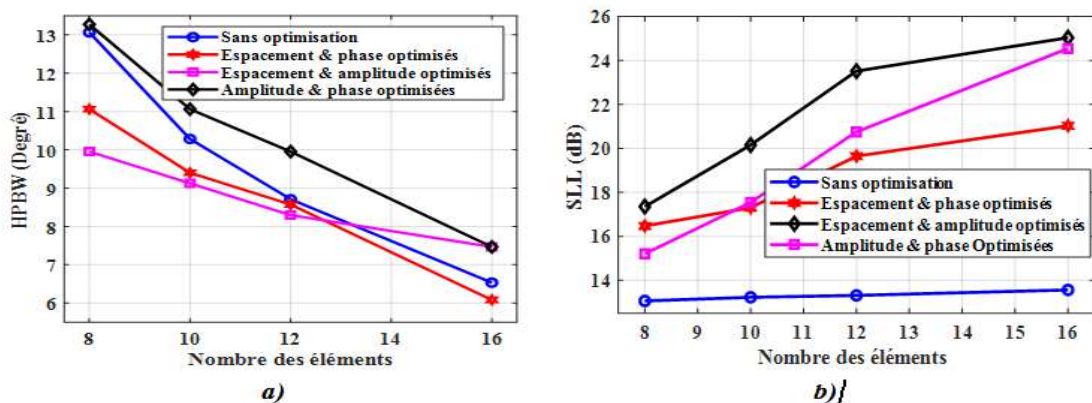 a)
13
12
11
10
9
8
7
6
HPBW (Degré)
Sans optimisation
Espacement & phase optimisés
Espacement & amplitude optimisés
Amplitude & phase optimisées
8
10
12
14
16
Nombre des éléments
a)
26
24
22
20
18
16
14
SLL (dB)
Sans optimisation
Espacement & phase optimisés
Espacement & amplitude optimisés
Amplitude & phase Optimisées
8
9
10
11
12
13
14
15
16
Nombre des éléments
b)